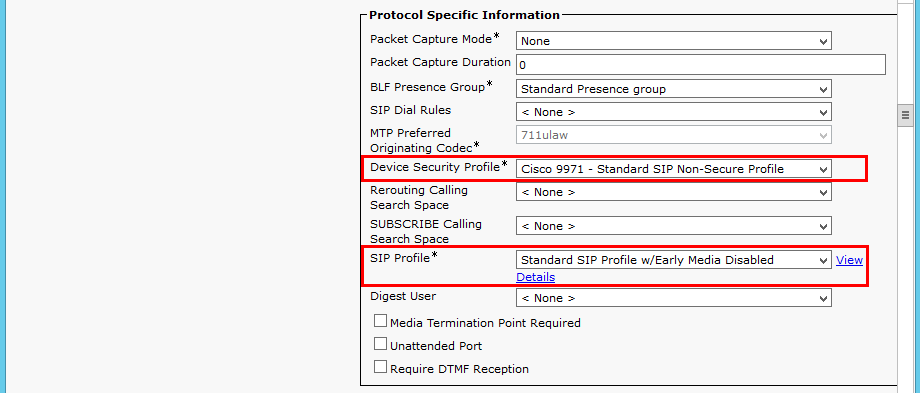 Protocol Specific Information
Packet Capture Mode* None
Packet Capture Duration 0
BLF Presence Group* Standard Presence group
SIP Dial Rules < None >
MTP Preferred
Originating Codec* 711ulaw
Device Security Profile* Cisco 9971 - Standard SIP Non-Secure Profile
Rerouting Calling
Search Space < None >
SUBSCRIBE Calling
Search Space < None >
SIP Profile* Standard SIP Profile w/Early Media Disabled View
Details
Digest User < None >
Media Termination Point Required
Unattended Port
Require DTMF Reception